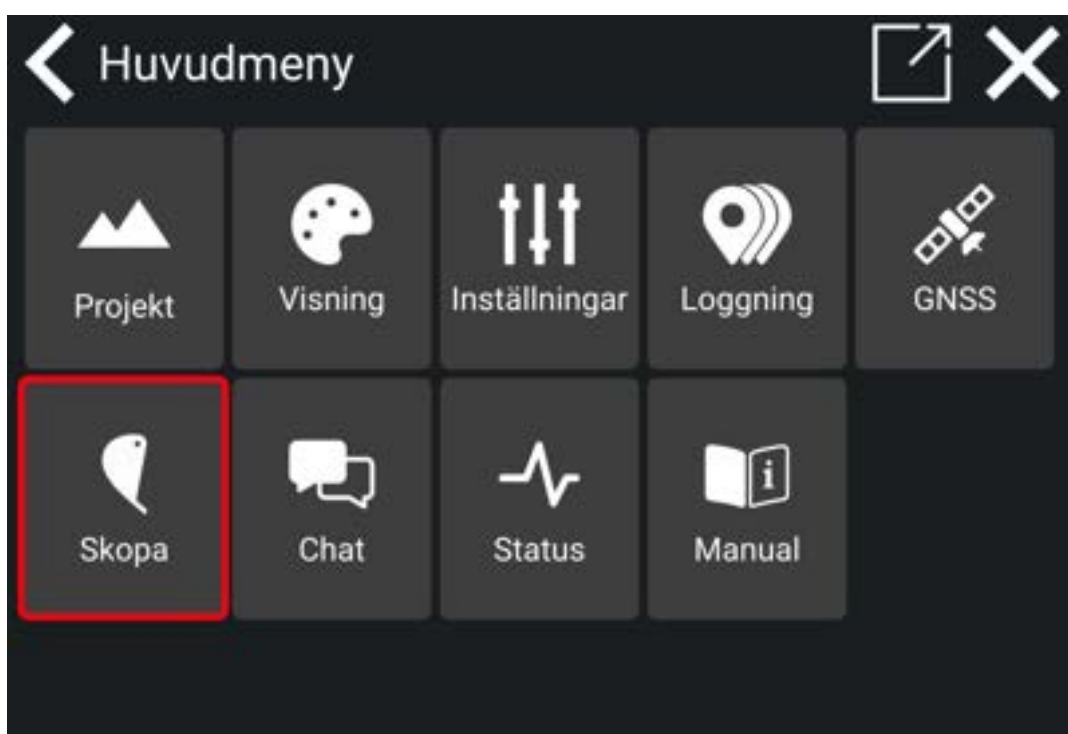 Huvudmeny
Projekt
Visning
Inställningar
Loggning
GNSS
Skopa
Chat
i
Status
Manual